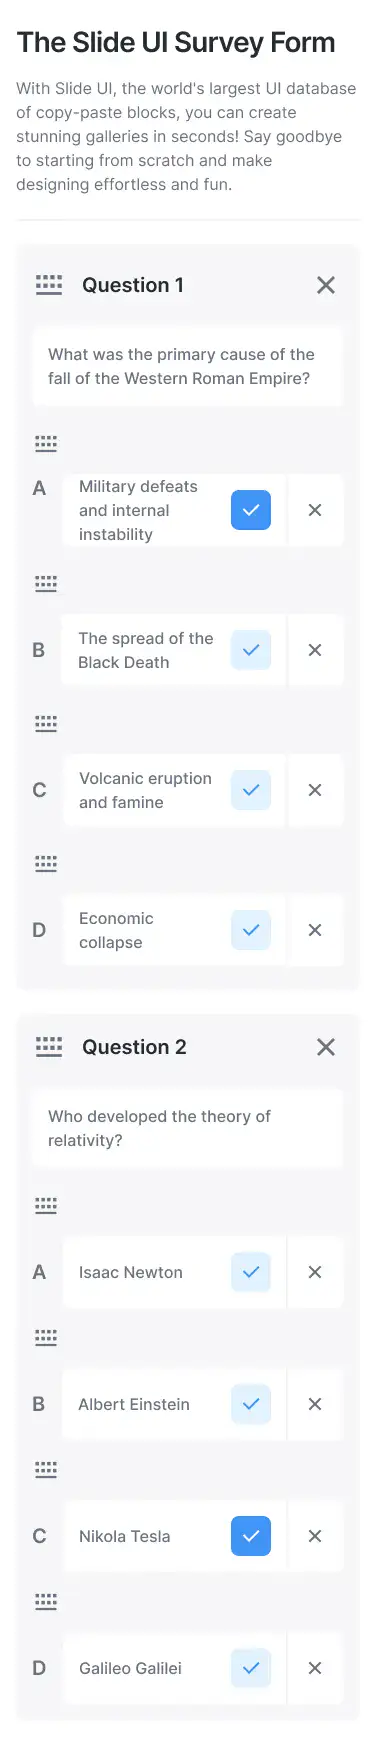 The Slide UI Survey Form
With Slide UI, the world's largest UI database
of copy-paste blocks, you can create
stunning galleries in seconds! Say goodbye
to starting from scratch and make
designing effortless and fun.
Question 1
What was the primary cause of the
fall of the Western Roman Empire?
A
Military defeats
and internal
instability
B
The spread of the
Black Death
C
Volcanic eruption
and famine
D
Economic
collapse
Question 2
Who developed the theory of
relativity?
A
Isaac Newton
B
Albert Einstein
C
Nikola Tesla
D
Galileo Galilei